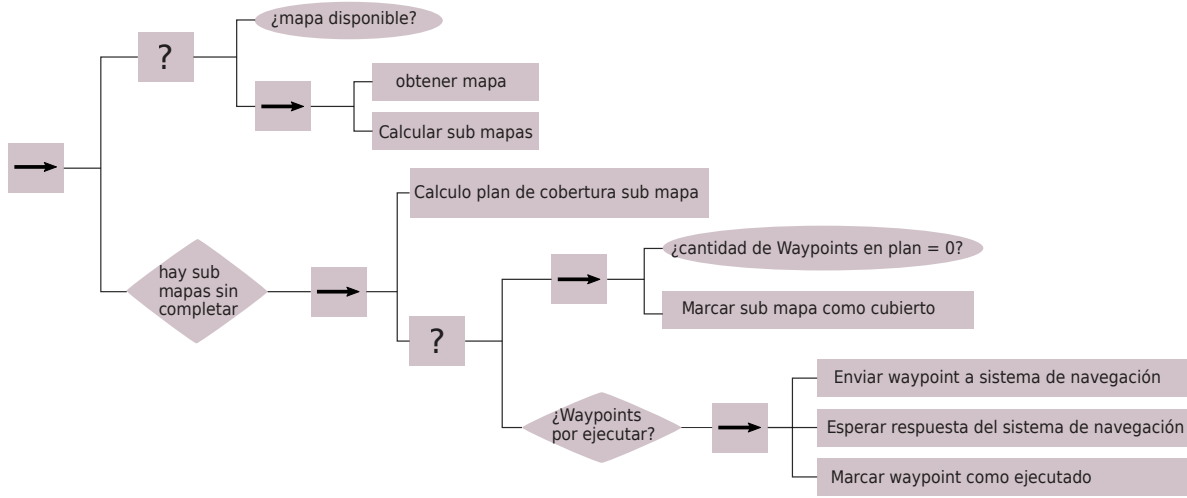 ¿mapa disponible?
?
obtener mapa
Calcular sub mapas
Calculo plan de cobertura sub mapa
hay sub
mapas sin
completar
¿cantidad de Waypoints en plan = 0?
Marcar sub mapa como cubierto
?
¿Waypoints
por ejecutar?
Enviar waypoint a sistema de navegación
Esperar respuesta del sistema de navegación
Marcar waypoint como ejecutado